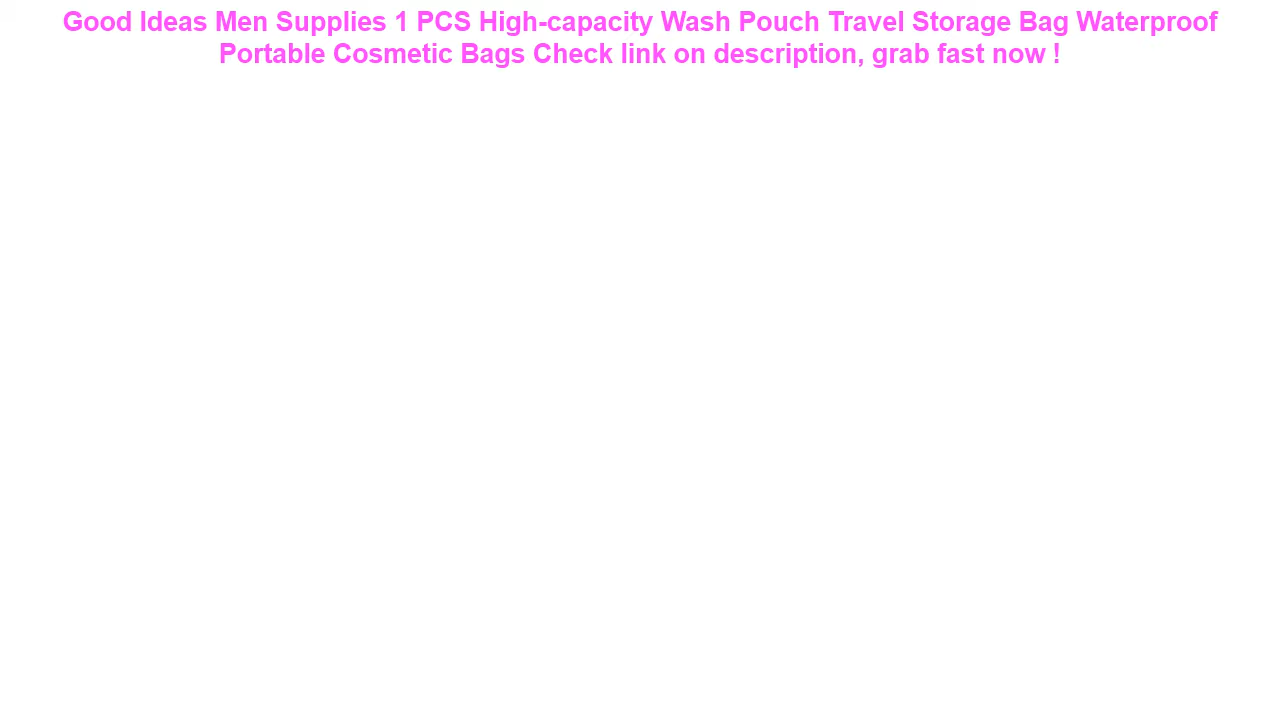 Good Ideas Men Supplies 1 PCS High-capacity Wash Pouch Travel Storage Bag Waterproof
Portable Cosmetic Bags Check link on description, grab fast now !